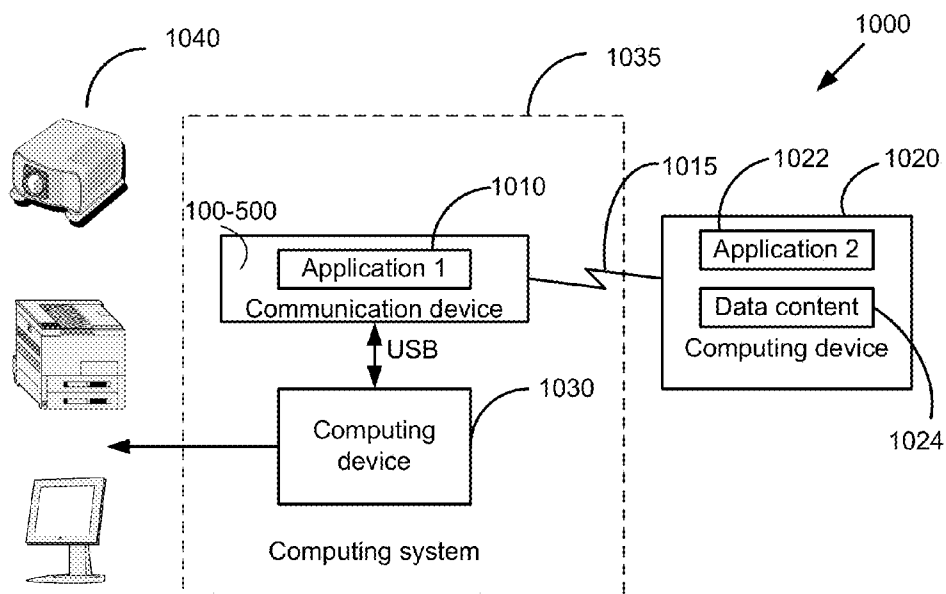 1040
1000
1035
1015
1022
1020
1010
100-500
Application 1
Communication device
Application 2
Data content
Computing device
USB
1030
1024
Computing
device
Computing system